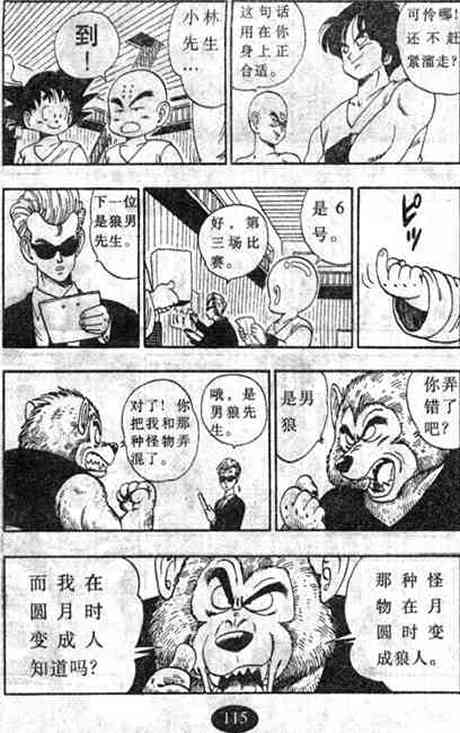 可怜哪!
还不赶
紧溜走?
这句话
用在你
身上正
合适。
小林
先生
…
到
!
ピッ
是6
号。
好，第
三场比
赛。
下一位
是狼男
先生。
你弄
错了
吧?
是男
狼
哦，是
男狼先
生。
对了!你
把我和那
种怪物弄
混了。
那种怪
物在月
圆时变
成狼人。
而我在
圆月时
变成人
知道吗?
115